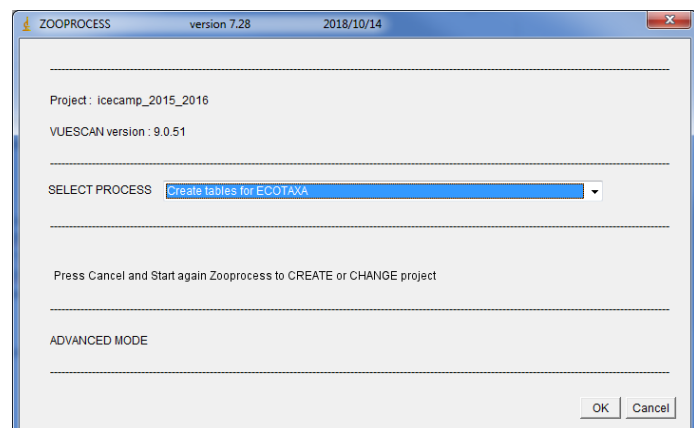 ZOOPROCESS version 7.28 2018/10/14
Project : icecamp_2015_2016
VUESCAN version : 9.0.51
SELECT PROCESS Create tables for ECOTAXA
Press Cancel and Start again Zooprocess to CREATE or CHANGE project
ADVANCED MODE
OK Cancel